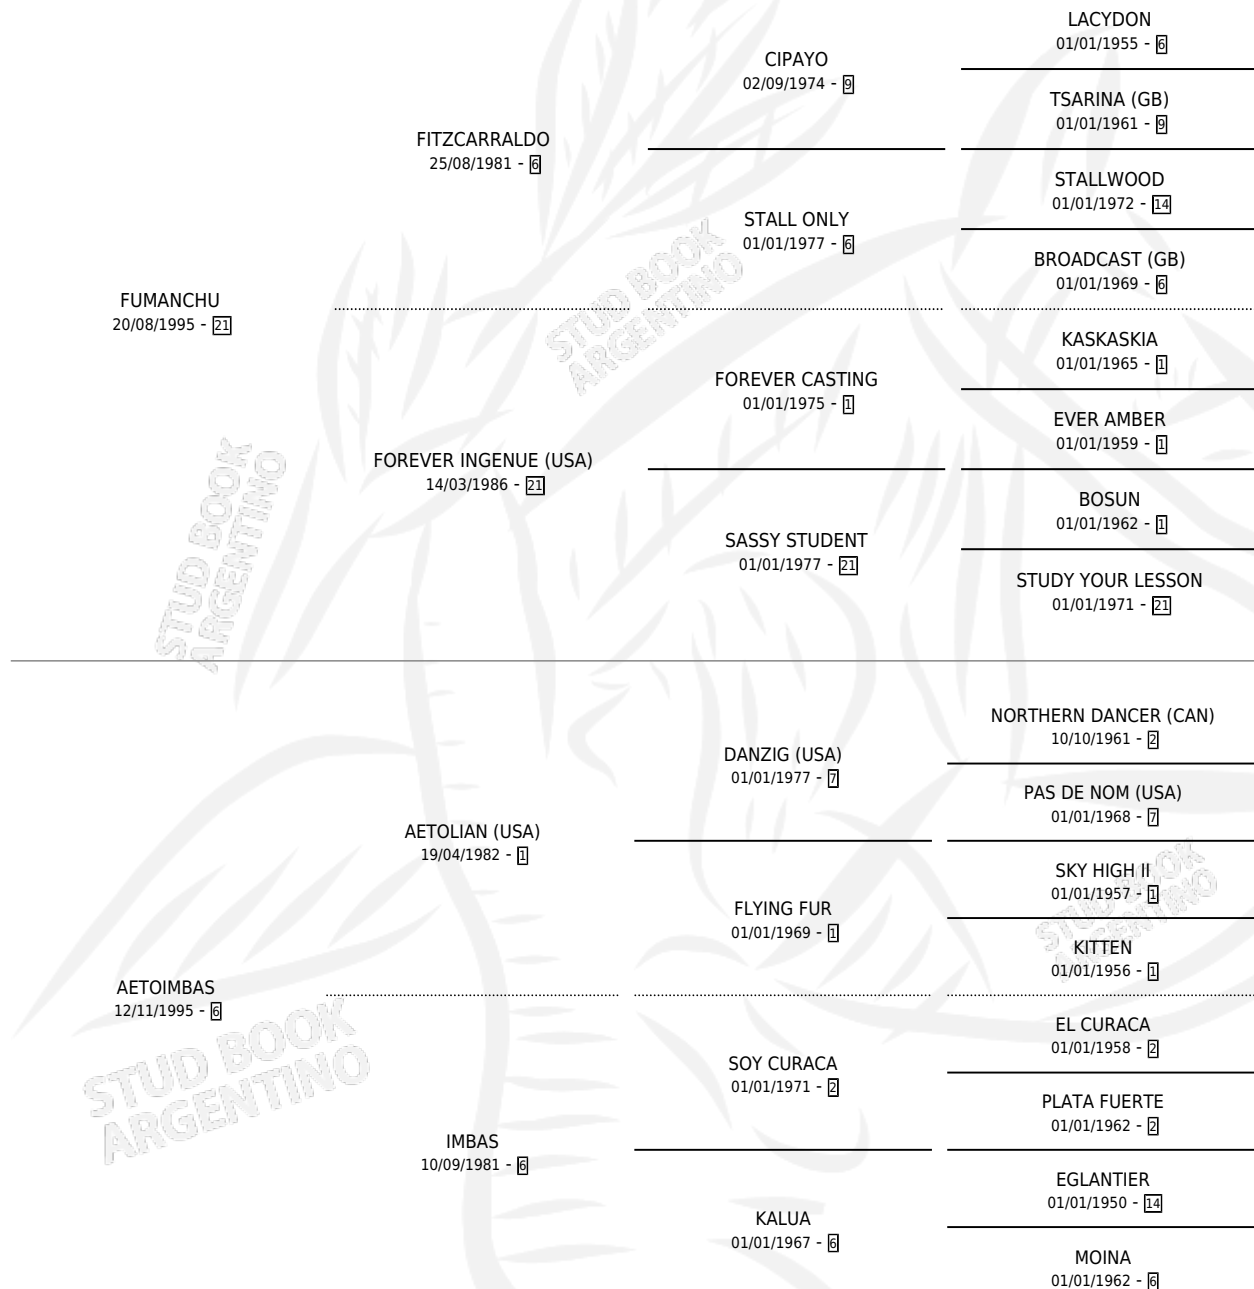 FUMANCHU
20/08/1995 - 21
FITZCARRALDO
25/08/1981 - 6
FOREVER INGENUE (USA)
14/03/1986 - 21
CIPAYO
02/09/1974 - 9
STALL ONLY
01/01/1977 - 6
FOREVER CASTING
01/01/1975 - 1
SASSY STUDENT
01/01/1977 - 21
LACYDON
01/01/1955 - 6
TSARINA (GB)
01/01/1961 - 9
STALLWOOD
01/01/1972 - 14
BROADCAST (GB)
01/01/1969 - 6
KASKASKIA
01/01/1965 - 1
EVER AMBER
01/01/1959 - 1
BOSUN
01/01/1962 - 1
STUDY YOUR LESSON
01/01/1971 - 21
AETOIMBAS
12/11/1995 - 6
AETOLIAN (USA)
19/04/1982 - 1
IMBAS
10/09/1981 - 6
DANZIG (USA)
01/01/1977 - 7
FLYING FUR
01/01/1969 - 1
SOY CURACA
01/01/1971 - 2
KALUA
01/01/1967 - 6
NORTHERN DANCER (CAN)
10/10/1961 - 2
PAS DE NOM (USA)
01/01/1968 - 7
SKY HIGH II
01/01/1957 - 1
KITTEN
01/01/1956 - 1
EL CURACA
01/01/1958 - 2
PLATA FUERTE
01/01/1962 - 2
EGLANTIER
01/01/1950 - 14
MOINA
01/01/1962 - 6
STUD BOOK
ARGENTINO
STUD BOOK
ARGENTINO
STUD BOOK
ARGENTINO
STUD BOOK
ARGENTINO